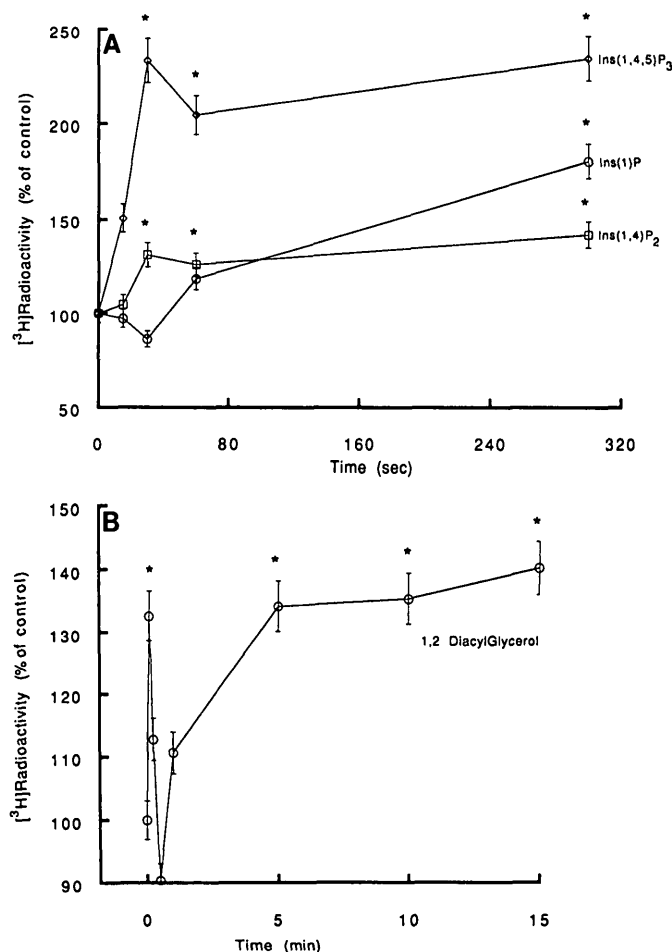 A
[³H]Radioactivity (% of control)
250
200
150
100
50
* * *
* *
* *
Ins(1,4,5)P₃
Ins(1)P
Ins(1,4)P₂
0 80 160 240 320
Time (sec)
B
[³H]Radioactivity (% of control)
150
140
130
120
110
100
90
* * * *
1,2 DiacylGlycerol
0 5 10 15
Time (min)